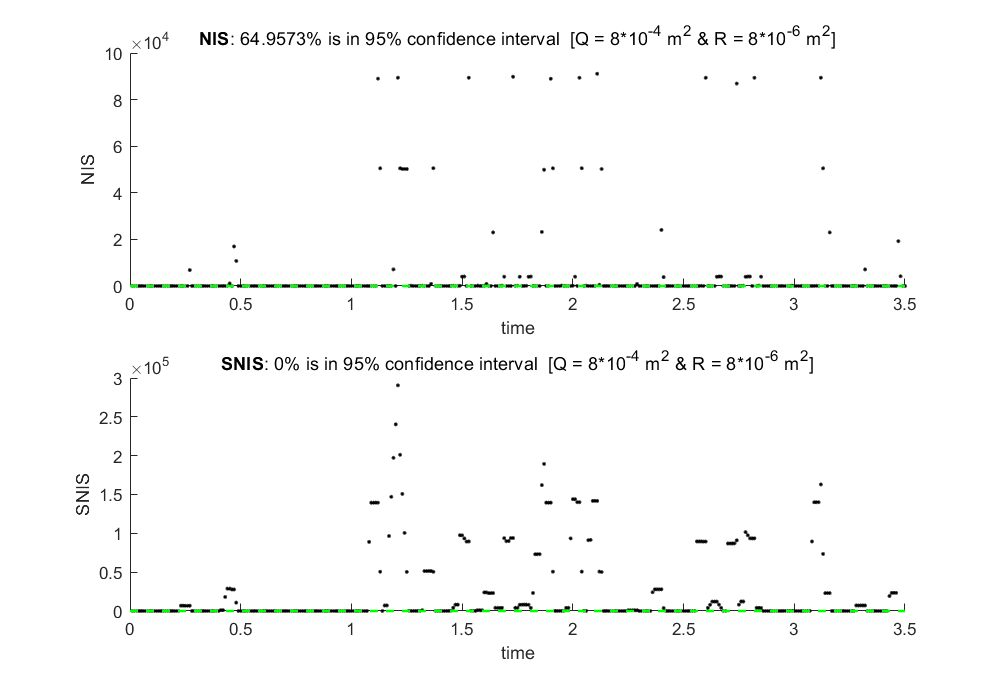 NIS: 64.9573% is in 95% confidence interval [Q = 8*10^-4 m^2 & R = 8*10^-6 m^2]
×10^4
10
8
6
4
2
0
NIS
0 0.5 1 1.5 2 2.5 3 3.5
time
SNIS: 0% is in 95% confidence interval [Q = 8*10^-4 m^2 & R = 8*10^-6 m^2]
×10^5
3
2.5
2
1.5
1
0.5
0
SNIS
0 0.5 1 1.5 2 2.5 3 3.5
time